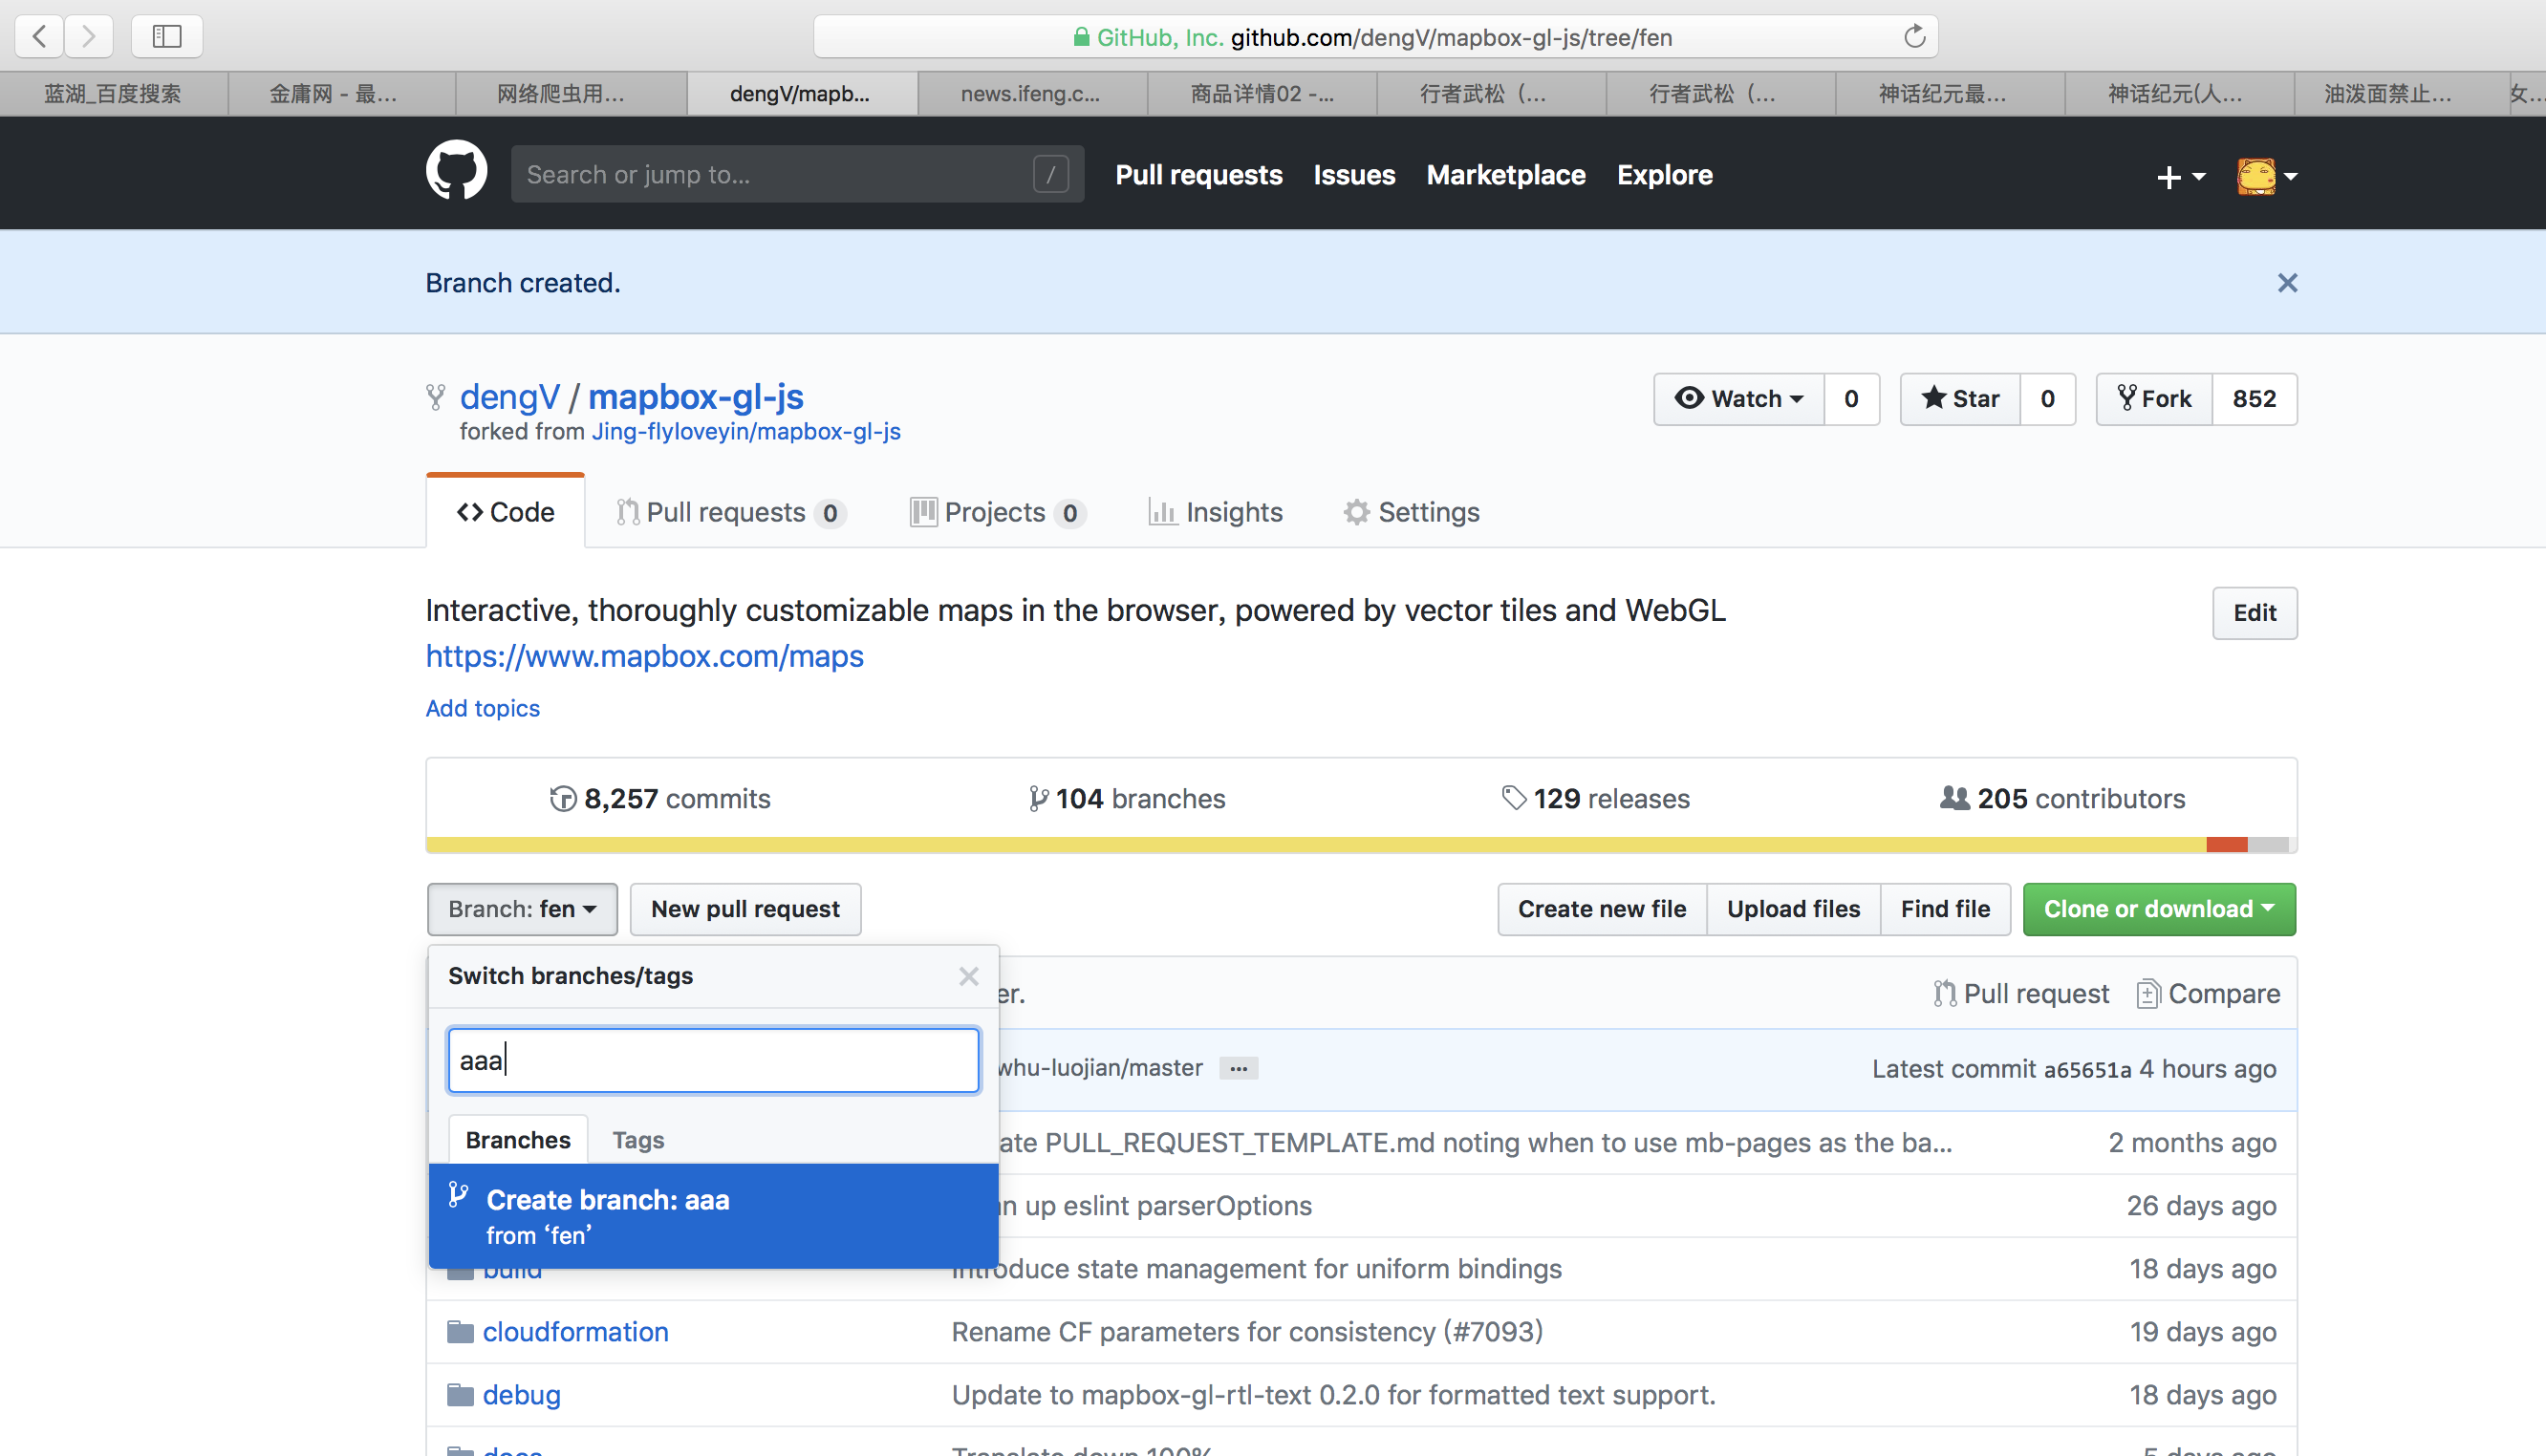 GitHub, Inc. github.com/dengV/mapbox-gl-js/tree/fen
蓝湖_百度搜索 金庸网 - 最… 网络爬虫用… dengV/mapb... news.ifeng.c... 商品详情02 -... 行者武松（... 行者武松（... 神话纪元最... 神话纪元(人... 油泼面禁止... 女...
Search or jump to... / Pull requests Issues Marketplace Explore
Branch created.
dengV / mapbox-gl-js Watch 0 Star 0 Fork 852
forked from Jing-flyloveyin/mapbox-gl-js
Code Pull requests 0 Projects 0 Insights Settings
Interactive, thoroughly customizable maps in the browser, powered by vector tiles and WebGL Edit
https://www.mapbox.com/maps
Add topics
8,257 commits 104 branches 129 releases 205 contributors
Branch: fen New pull request Create new file Upload files Find file Clone or download
Switch branches/tags er. Pull request Compare
aaa whu-luojian/master ... Latest commit a65651a 4 hours ago
Branches Tags ate PULL_REQUEST_TEMPLATE.md noting when to use mb-pages as the ba... 2 months ago
Create branch: aaa n up eslint parserOptions 26 days ago
from ‘fen’
build Introduce state management for uniform bindings 18 days ago
cloudformation Rename CF parameters for consistency (#7093) 19 days ago
debug Update to mapbox-gl-rtl-text 0.2.0 for formatted text support. 18 days ago
docs Translate down 100% 5 days ago